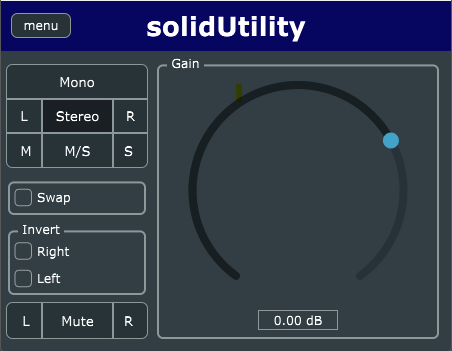 menu
solidUtility
Mono
L Stereo R
M M/S S
Swap
Invert
Right
Left
L Mute R
Gain
0.00 dB